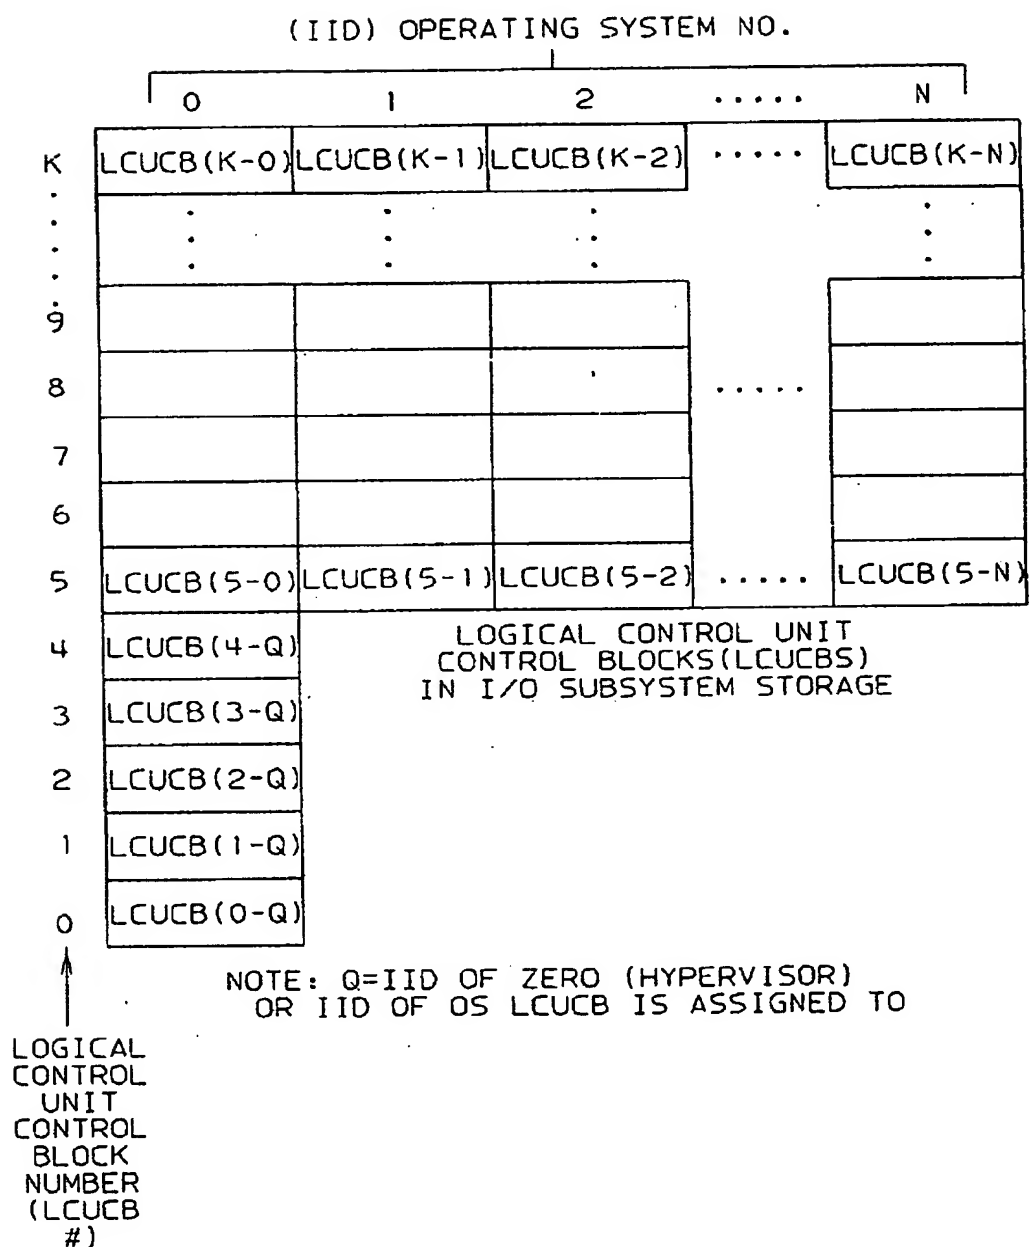 (IID) OPERATING SYSTEM NO.
0 1 2 ..... N
K LCUCB(K-0) LCUCB(K-1) LCUCB(K-2) ..... LCUCB(K-N)
9
8 .....
7
6
5 LCUCB(5-0) LCUCB(5-1) LCUCB(5-2) ..... LCUCB(5-N)
4 LCUCB(4-Q)
LOGICAL CONTROL UNIT
CONTROL BLOCKS(LCUCBS)
IN I/O SUBSYSTEM STORAGE
3 LCUCB(3-Q)
2 LCUCB(2-Q)
1 LCUCB(1-Q)
0 LCUCB(0-Q)
NOTE: Q=IID OF ZERO (HYPERVISOR)
OR IID OF OS LCUCB IS ASSIGNED TO
LOGICAL
CONTROL
UNIT
CONTROL
BLOCK
NUMBER
(LCUCB
#)